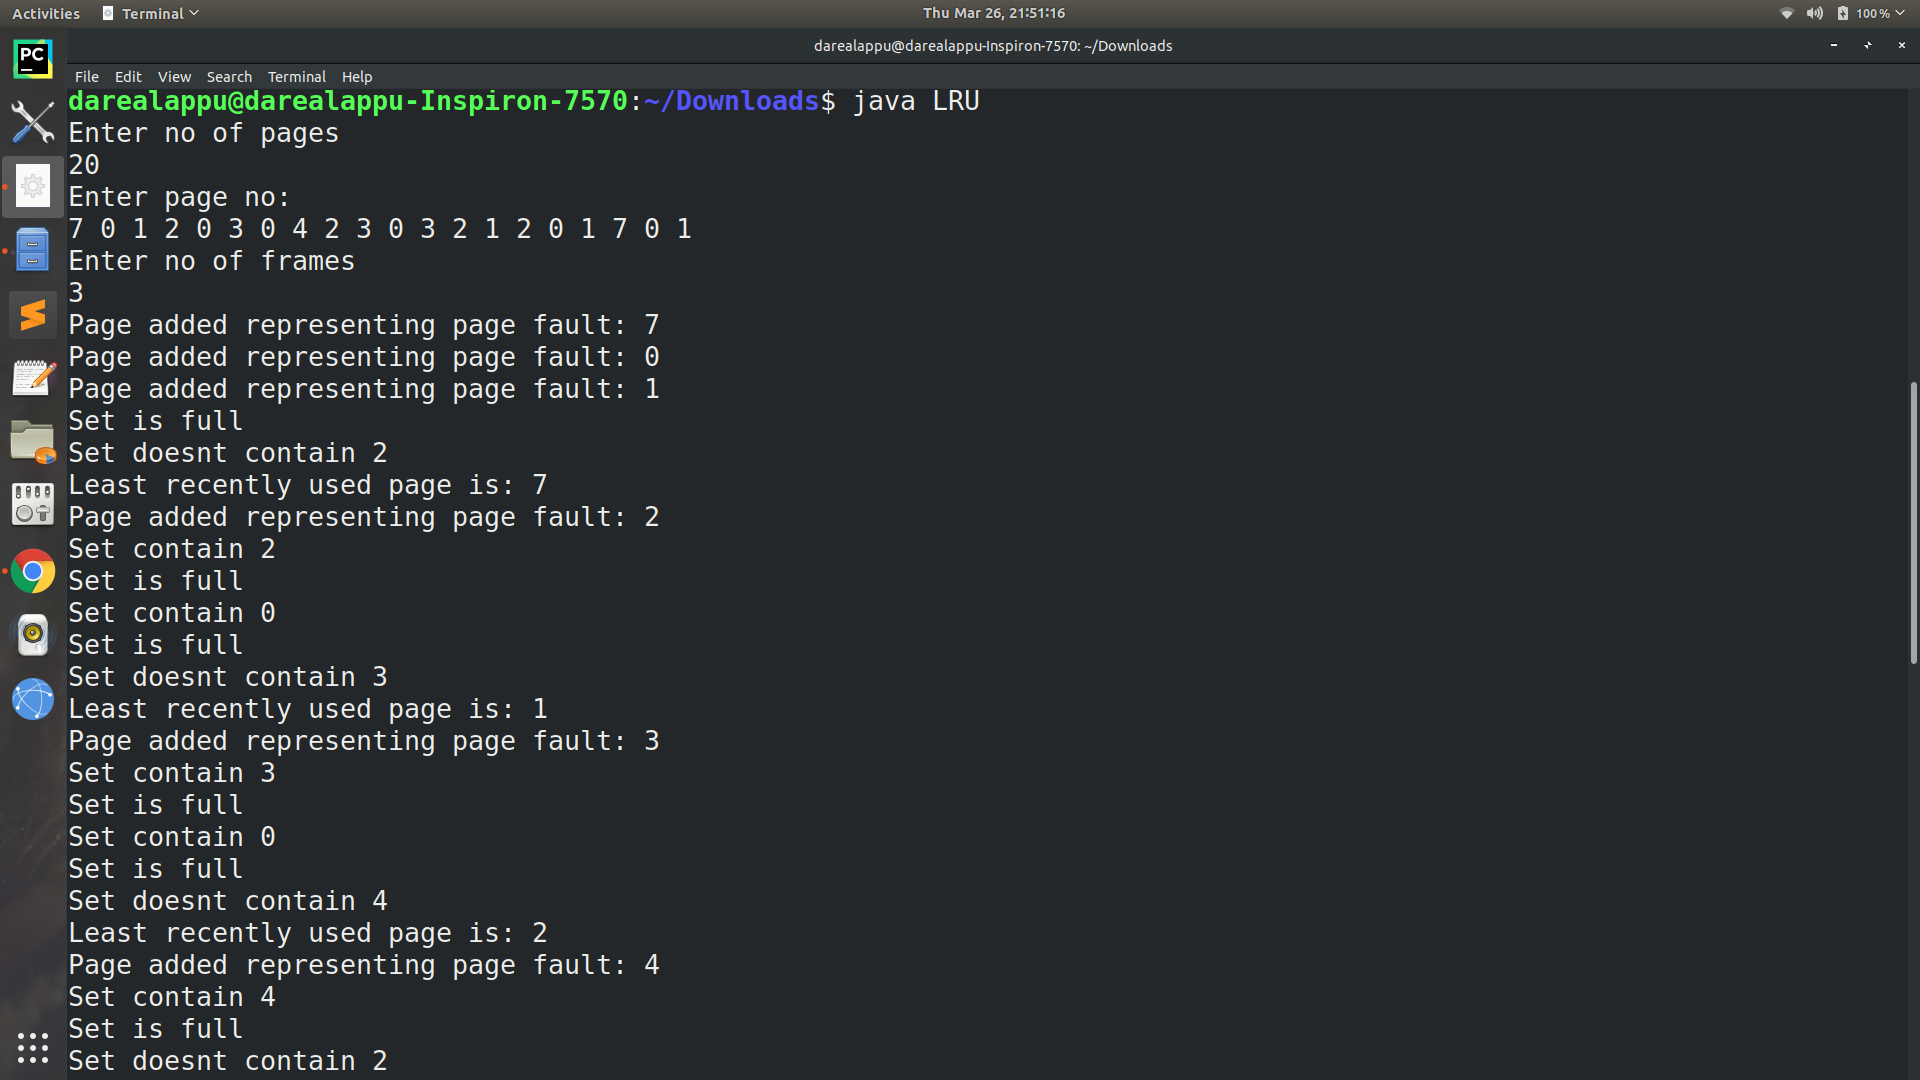 Activities Terminal Thu Mar 26, 21:51:16 100 %
darealappu@darealappu-Inspiron-7570: ~/Downloads
File Edit View Search Terminal Help
darealappu@darealappu-Inspiron-7570:~/Downloads$ java LRU
Enter no of pages
20
Enter page no:
7 0 1 2 0 3 0 4 2 3 0 3 2 1 2 0 1 7 0 1
Enter no of frames
3
Page added representing page fault: 7
Page added representing page fault: 0
Page added representing page fault: 1
Set is full
Set doesnt contain 2
Least recently used page is: 7
Page added representing page fault: 2
Set contain 2
Set is full
Set contain 0
Set is full
Set doesnt contain 3
Least recently used page is: 1
Page added representing page fault: 3
Set contain 3
Set is full
Set contain 0
Set is full
Set doesnt contain 4
Least recently used page is: 2
Page added representing page fault: 4
Set contain 4
Set is full
Set doesnt contain 2
PC